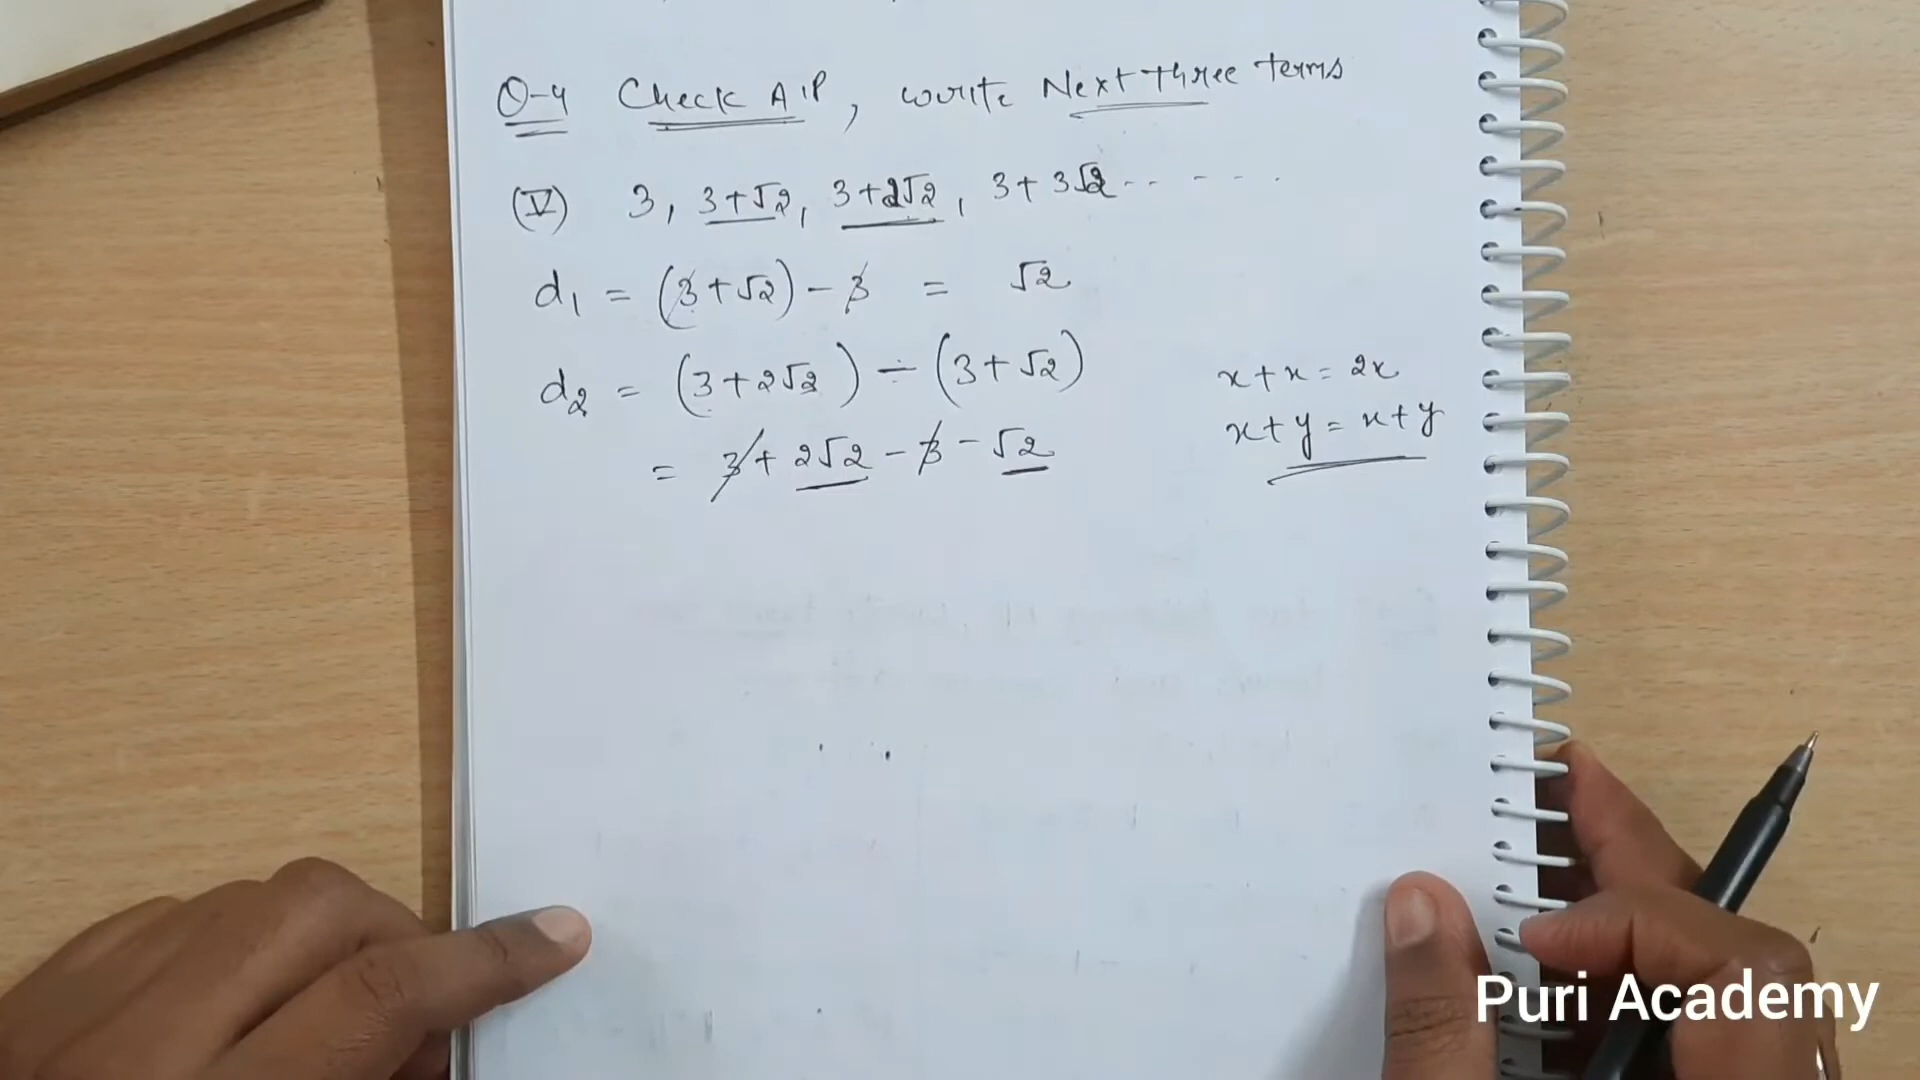 Q-4 Check A.P, write Next three terms
(V) 3, 3+√2, 3+2√2, 3+3√2 - - - - - -
d₁ = (3+√2) - 3 = √2
d₂ = (3+2√2) - (3+√2)
= 3 + 2√2 - 3 - √2
x+x = 2x
x+y = x+y
Puri Academy